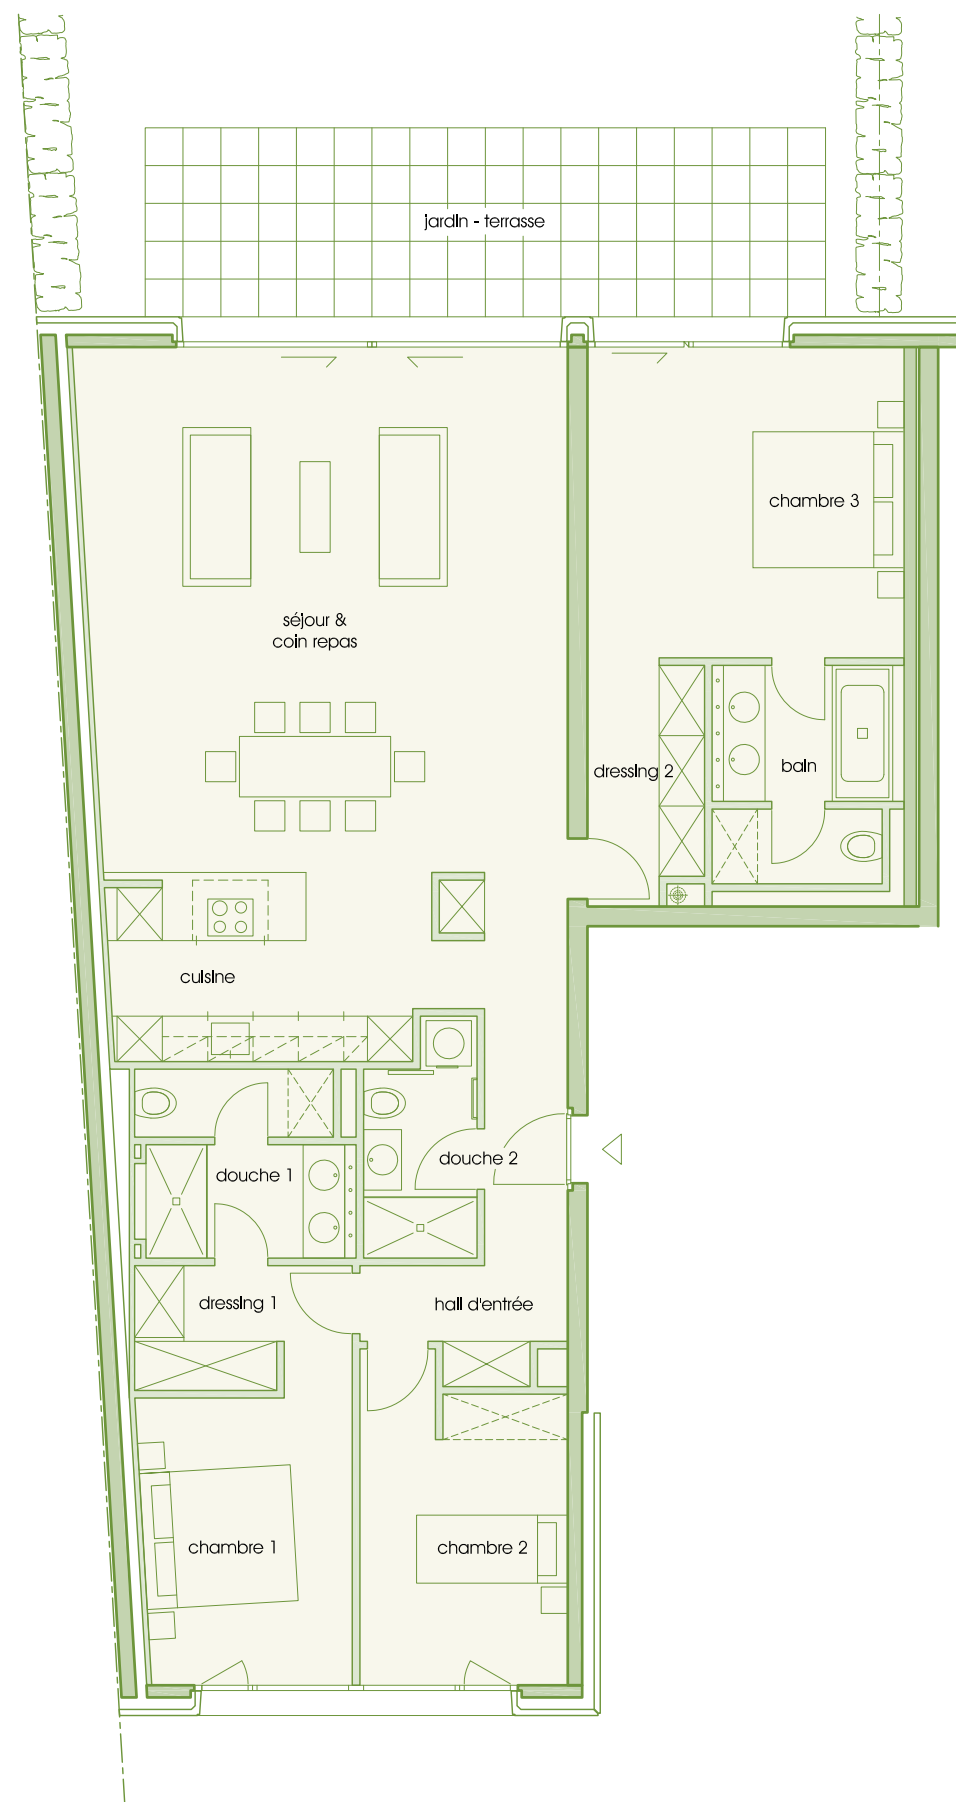 jardin - terrasse
chambre 3
séjour &
coin repas
dressing 2
bain
cuisine
douche 1
douche 2
dressing 1
hall d'entrée
chambre 1
chambre 2